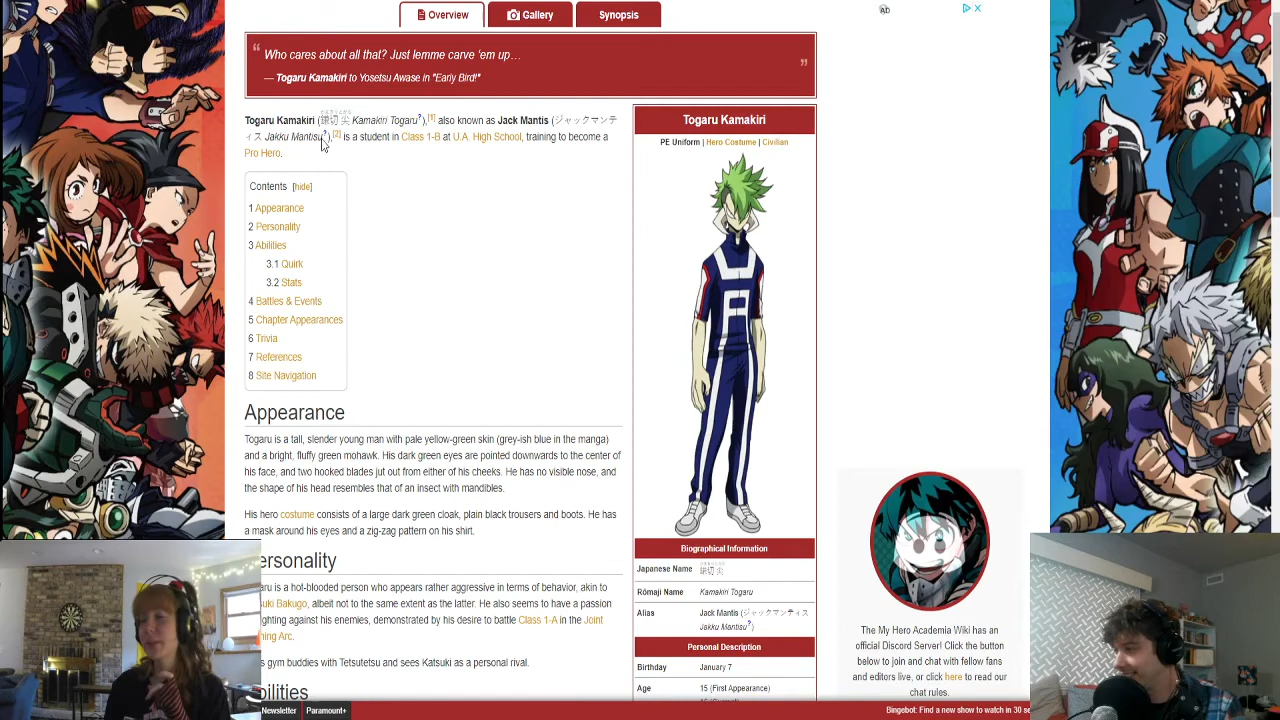 Overview
Gallery
Synopsis
AD
“ Who cares about all that? Just lemme carve 'em up… ”
— Togaru Kamakiri to Yosetsu Awase in "Early Bird!"
Togaru Kamakiri (鎌切 尖 Kamakiri Togaru?),[1] also known as Jack Mantis (ジャックマンテ
ィス Jakku Mantisu?),[2] is a student in Class 1-B at U.A. High School, training to become a
Pro Hero.
Contents [hide]
1 Appearance
2 Personality
3 Abilities
3.1 Quirk
3.2 Stats
4 Battles & Events
5 Chapter Appearances
6 Trivia
7 References
8 Site Navigation
Appearance
Togaru is a tall, slender young man with pale yellow-green skin (grey-ish blue in the manga)
and a bright, fluffy green mohawk. His dark green eyes are pointed downwards to the center of
his face, and two hooked blades jut out from either of his cheeks. He has no visible nose, and
the shape of his head resembles that of an insect with mandibles.
His hero costume consists of a large dark green cloak, plain black trousers and boots. He has
a mask around his eyes and a zig-zag pattern on his shirt.
ersonality
aru is a hot-blooded person who appears rather aggressive in terms of behavior, akin to
suki Bakugo, albeit not to the same extent as the latter. He also seems to have a passion
ghting against his enemies, demonstrated by his desire to battle Class 1-A in the Joint
ning Arc.
s gym buddies with Tetsutetsu and sees Katsuki as a personal rival.
bilities
Togaru Kamakiri
PE Uniform | Hero Costume | Civilian
Biographical Information
Japanese Name 鎌切 尖
Rōmaji Name Kamakiri Togaru
Alias Jack Mantis (ジャックマンティス
Jakku Mantisu?)
Personal Description
Birthday January 7
Age 15 (First Appearance)
The My Hero Academia Wiki has an
official Discord Server! Click the button
below to join and chat with fellow fans
and editors live, or click here to read our
chat rules.
Newsletter
Paramount+
Bingebot: Find a new show to watch in 30 se